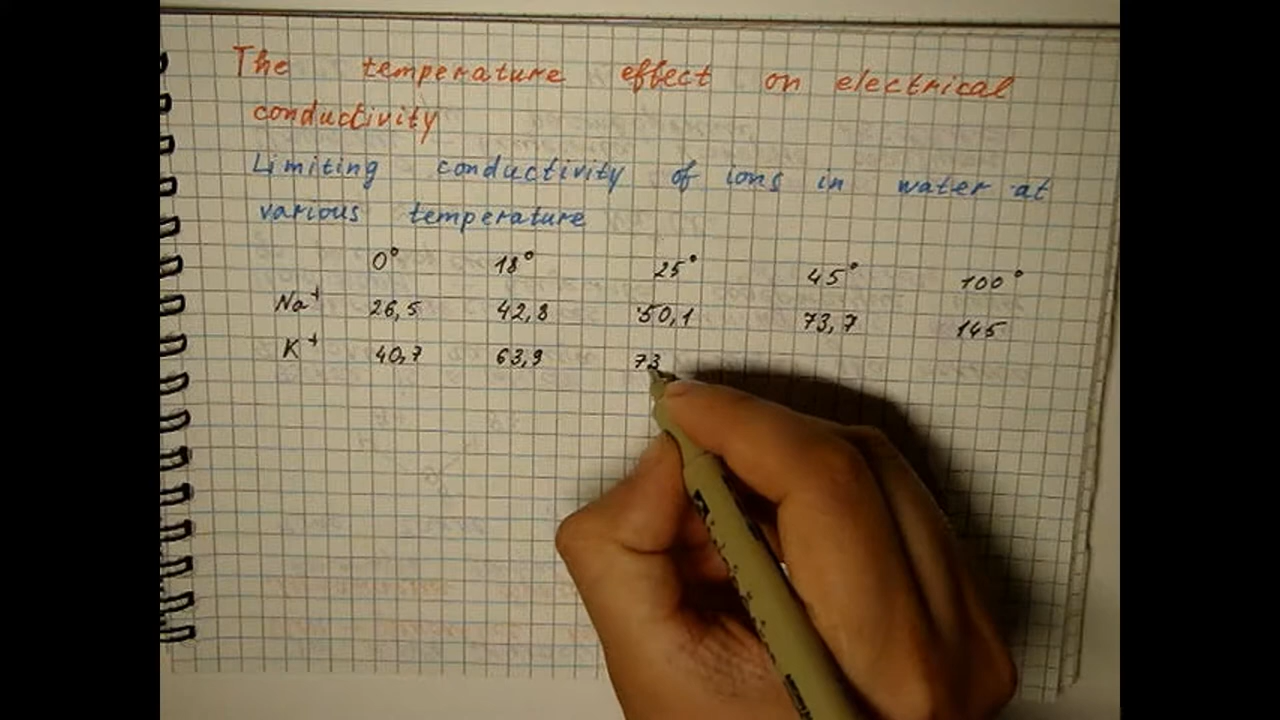 The temperature effect on electrical
conductivity
Limiting conductivity of ions in water at
various temperature
0° 18° 25° 45° 100°
Na⁺ 26,5 42,8 50,1 73,7 145
K⁺ 40,7 63,9 73